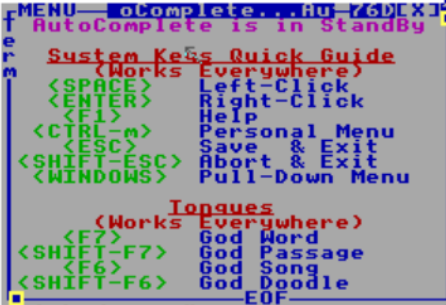 MENU oComplete...Au 76D[X]
AutoComplete is in StandBy
Term
System Keys Quick Guide
(Works Everywhere)
<SPACE> Left-Click
<ENTER> Right-Click
<F1> Help
<CTRL-m> Personal Menu
<ESC> Save & Exit
<SHIFT-ESC> Abort & Exit
<WINDOWS> Pull-Down Menu
Tongues
(Works Everywhere)
<F7> God Word
<SHIFT-F7> God Passage
<F6> God Song
<SHIFT-F6> God Doodle
EOF